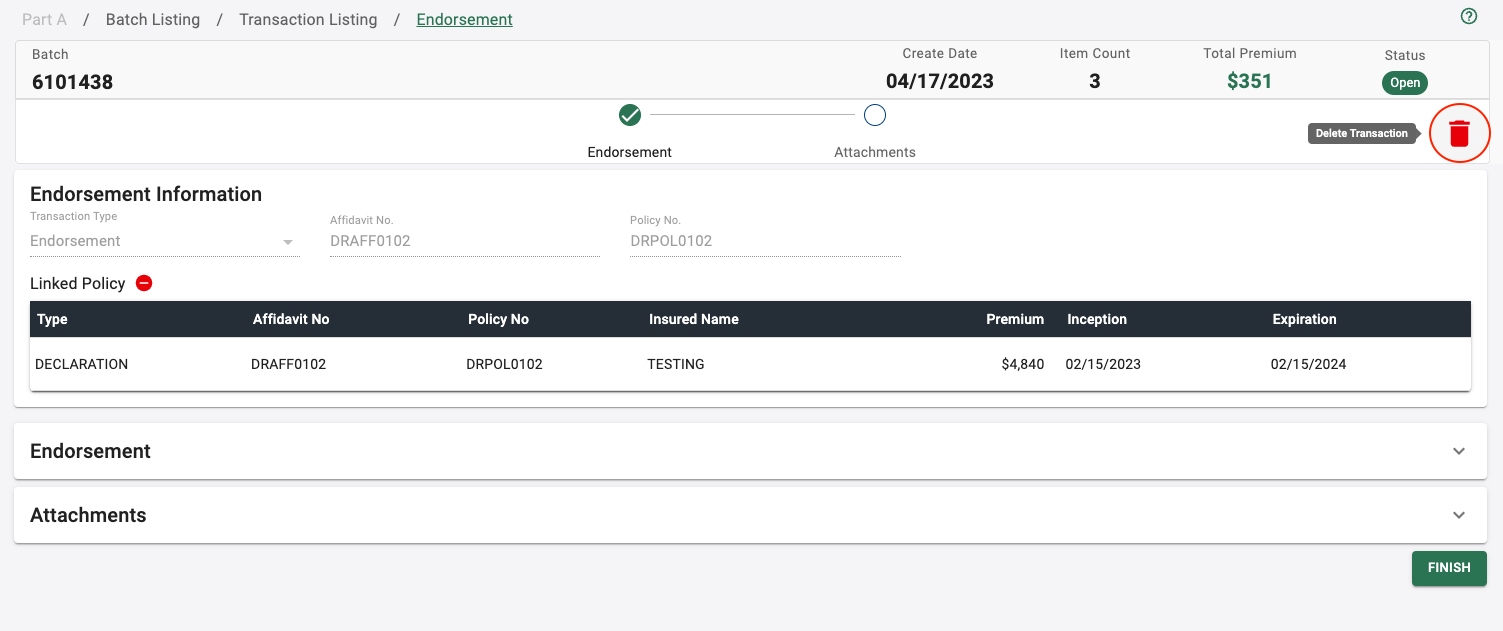 Part A / Batch Listing / Transaction Listing / Endorsement
Batch Create Date Item Count Total Premium Status
6101438 04/17/2023 3 $351 Open
Delete Transaction
Endorsement Attachments
Endorsement Information
Transaction Type Affidavit No. Policy No.
Endorsement DRAFF0102 DRPOL0102
Linked Policy
Type Affidavit No Policy No Insured Name Premium Inception Expiration
DECLARATION DRAFF0102 DRPOL0102 TESTING $4,840 02/15/2023 02/15/2024
Endorsement
Attachments
FINISH